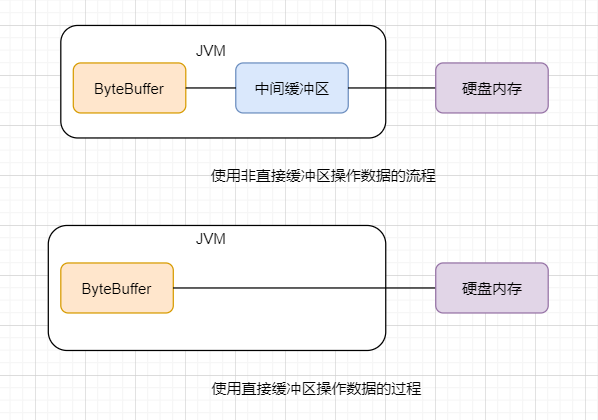 JVM
ByteBuffer
中间缓冲区
硬盘内存
使用非直接缓冲区操作数据的流程
JVM
ByteBuffer
硬盘内存
使用直接缓冲区操作数据的过程